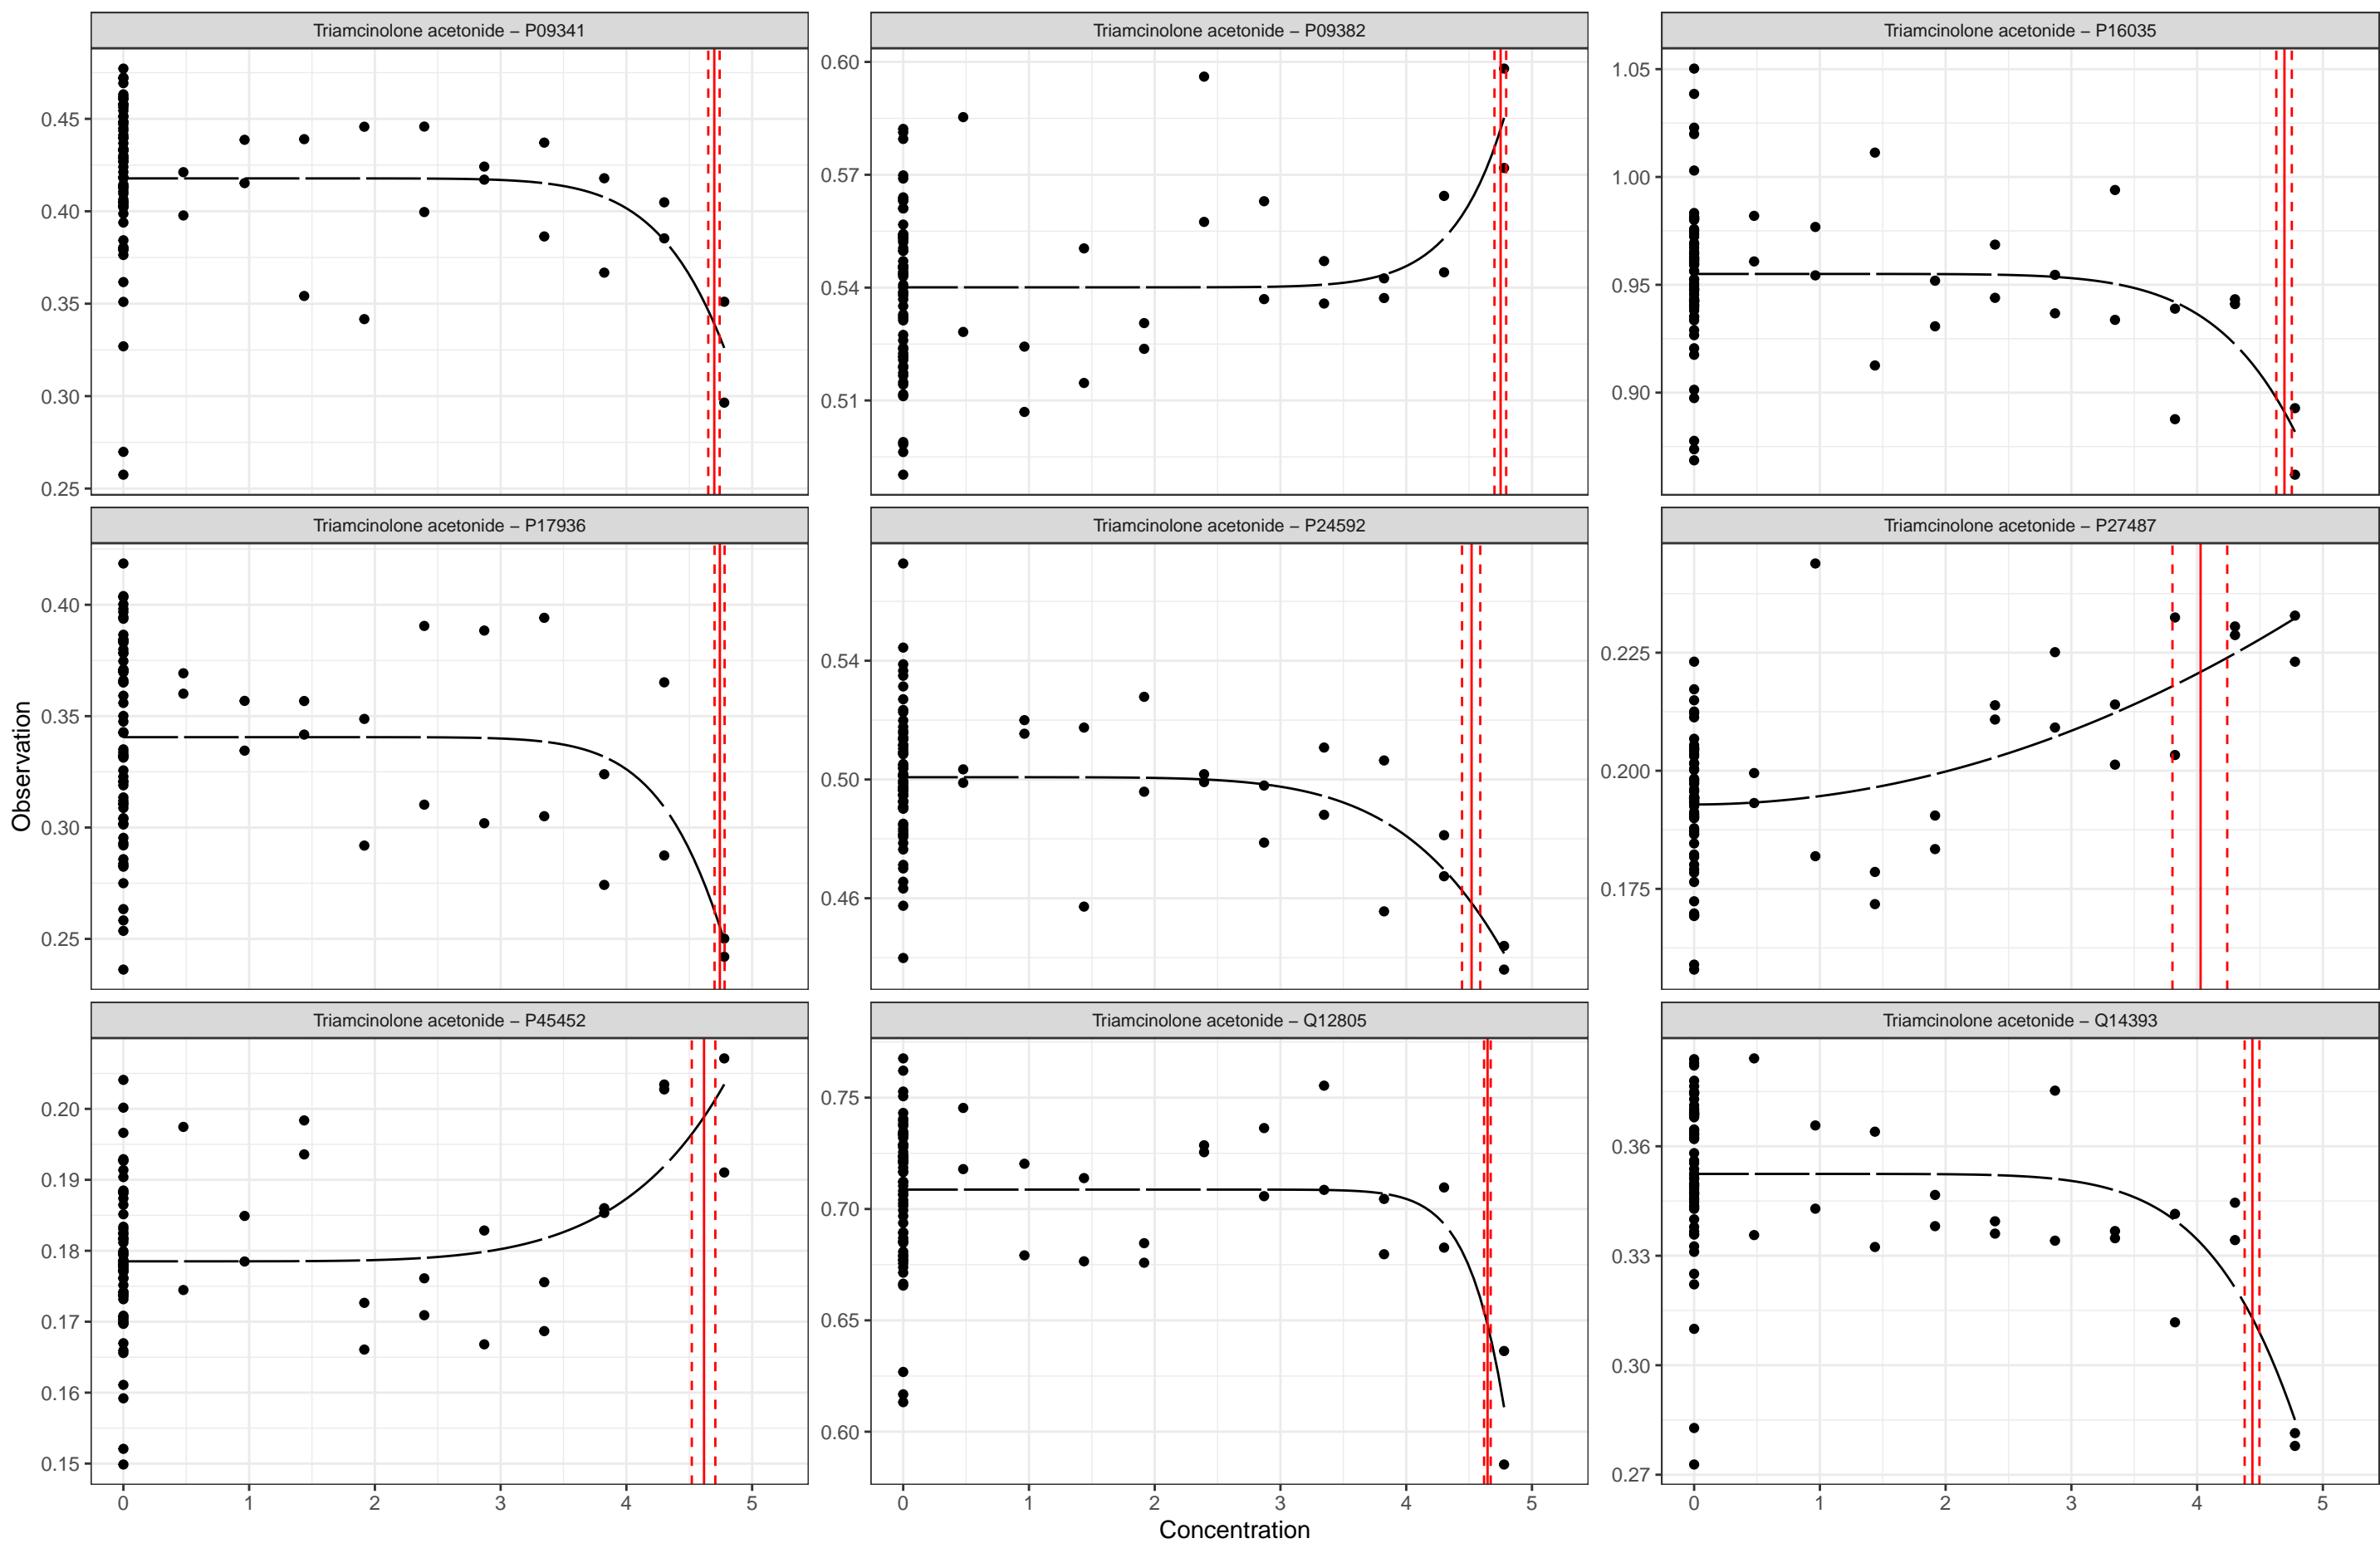 Triamcinolone acetonide – P09341
Triamcinolone acetonide – P09382
Triamcinolone acetonide – P16035
0.45
0.40
0.35
0.30
0.25
0.60
0.57
0.54
0.51
1.05
1.00
0.95
0.90
Triamcinolone acetonide – P17936
Triamcinolone acetonide – P24592
Triamcinolone acetonide – P27487
0.40
0.35
0.30
0.25
0.54
0.50
0.46
0.225
0.200
0.175
Observation
Triamcinolone acetonide – P45452
Triamcinolone acetonide – Q12805
Triamcinolone acetonide – Q14393
0.20
0.19
0.18
0.17
0.16
0.15
0.75
0.70
0.65
0.60
0.36
0.33
0.30
0.27
0 1 2 3 4 5
0 1 2 3 4 5
0 1 2 3 4 5
Concentration